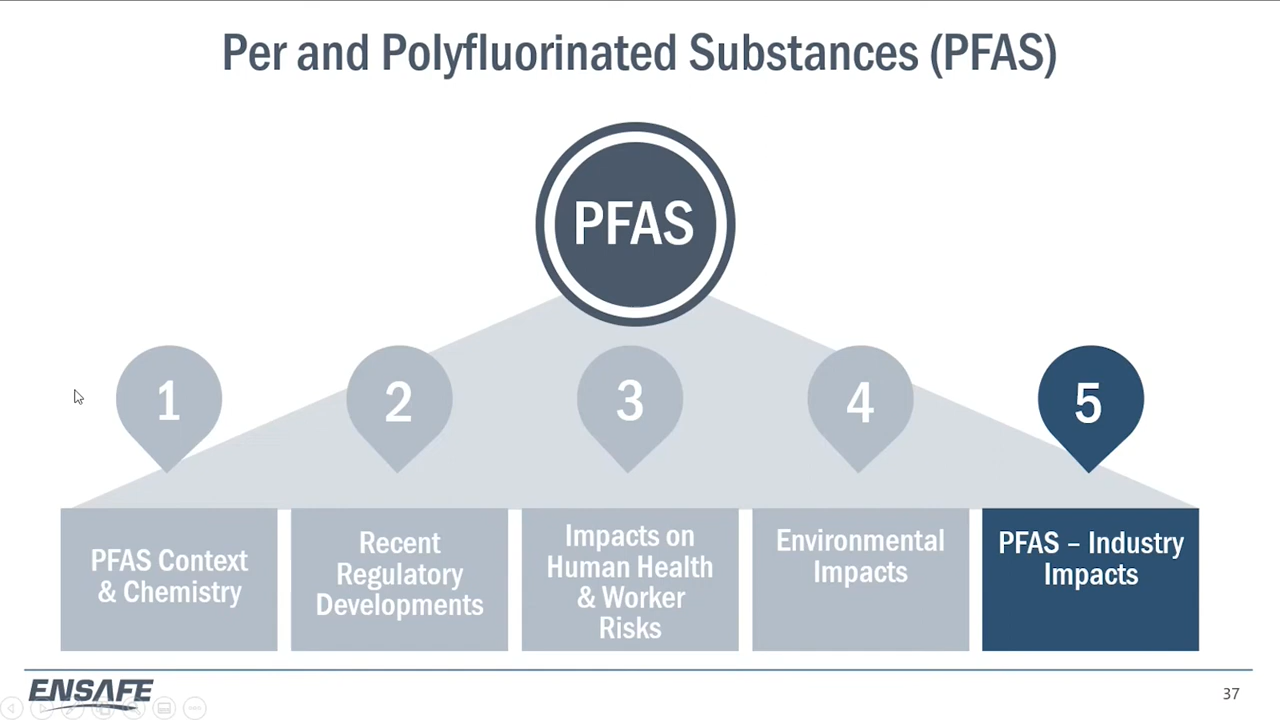 Per and Polyfluorinated Substances (PFAS)
PFAS
1
2
3
4
5
PFAS Context
& Chemistry
Recent
Regulatory
Developments
Impacts on
Human Health
& Worker
Risks
Environmental
Impacts
PFAS – Industry
Impacts
ENSAFE
37